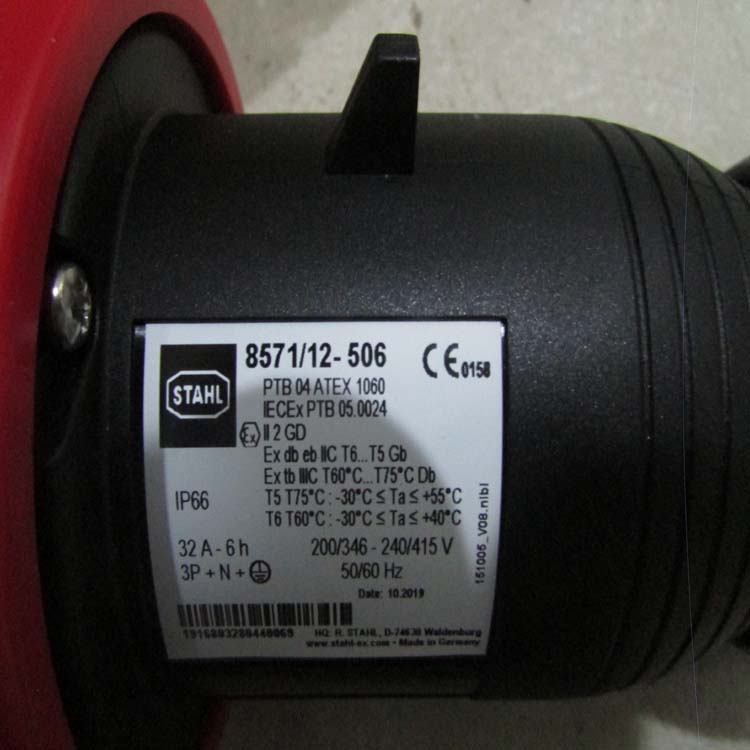 STAHL
8571/12-506
CE 0158
PTB 04 ATEX 1060
IECEx PTB 05.0024
Ex II 2 GD
Ex db eb IIC T6...T5 Gb
Ex tb IIIC T60°C...T75°C Db
IP66
T5 T75°C : -30°C ≤ Ta ≤ +55°C
T6 T60°C : -30°C ≤ Ta ≤ +40°C
32 A - 6 h
200/346 - 240/415 V
3P + N + ⏚
50/60 Hz
Date: 10.2019
151005_V08.nlbl
1916803280440069
HQ: R. STAHL, D-74638 Waldenburg
www.stahl-ex.com • Made in Germany